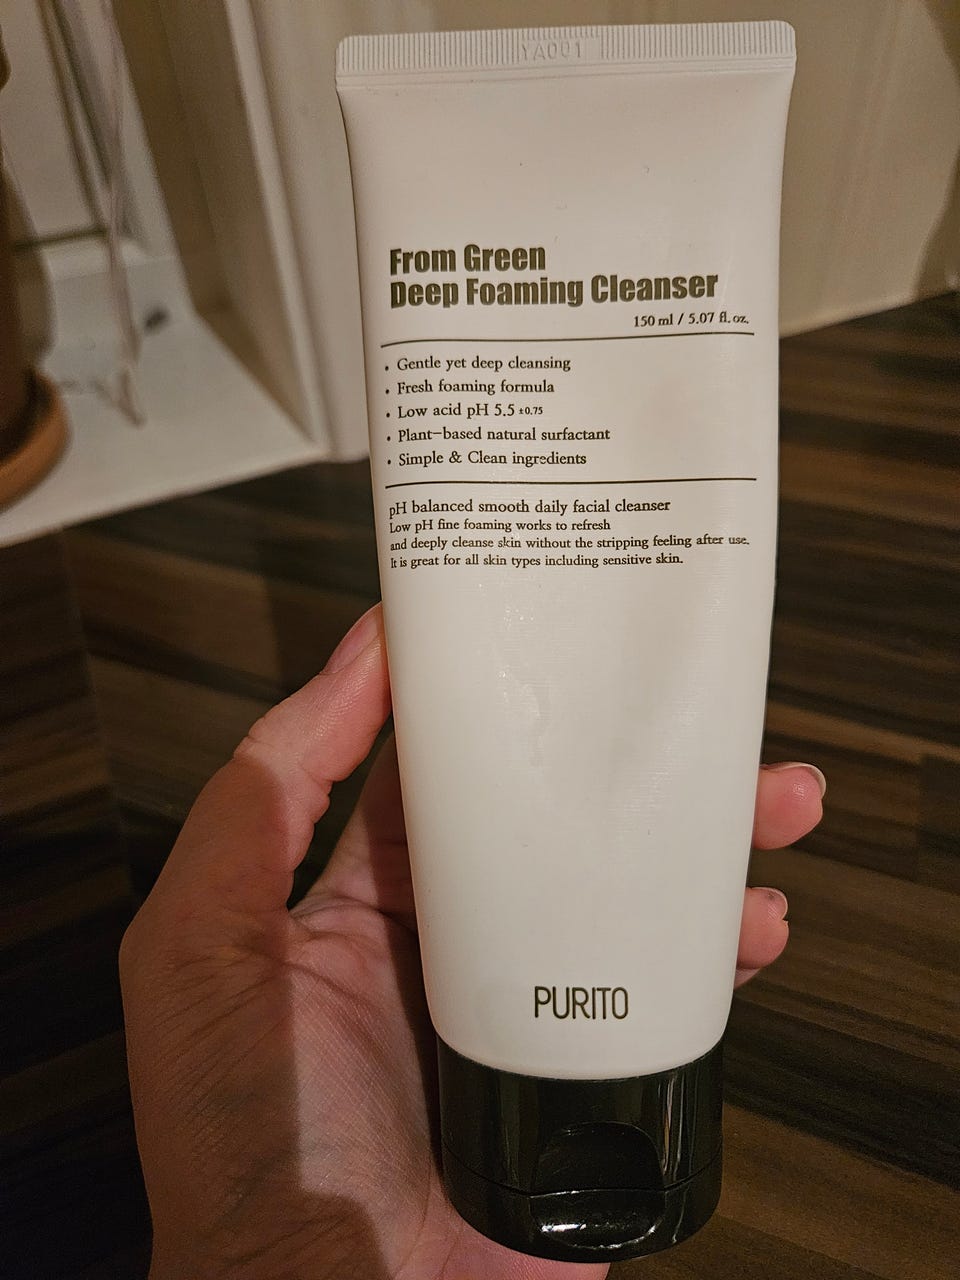 YA001
From Green
Deep Foaming Cleanser
150 ml / 5.07 fl. oz.
• Gentle yet deep cleansing
• Fresh foaming formula
• Low acid pH 5.5 ±0.75
• Plant-based natural surfactant
• Simple & Clean ingredients
pH balanced smooth daily facial cleanser
Low pH fine foaming works to refresh
and deeply cleanse skin without the stripping feeling after use.
It is great for all skin types including sensitive skin.
PURITO